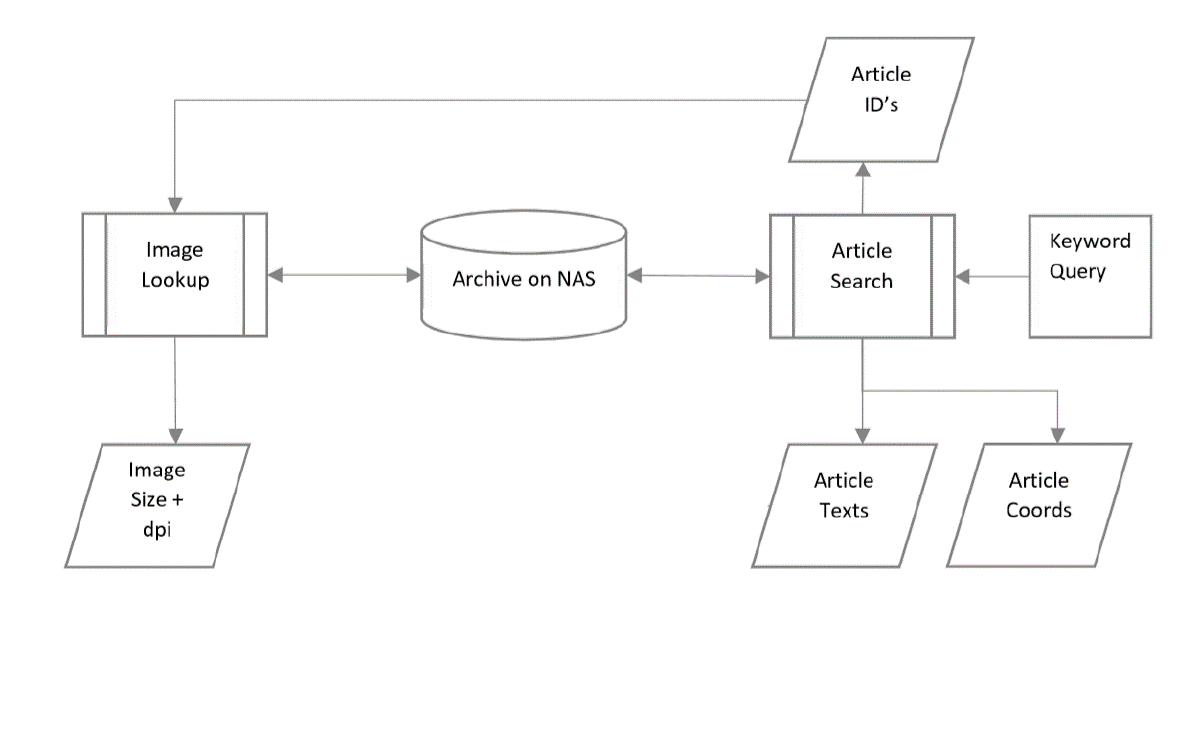 Article
ID's
Image
Lookup
Archive on NAS
Article
Search
Keyword
Query
Image
Size +
dpi
Article
Texts
Article
Coords